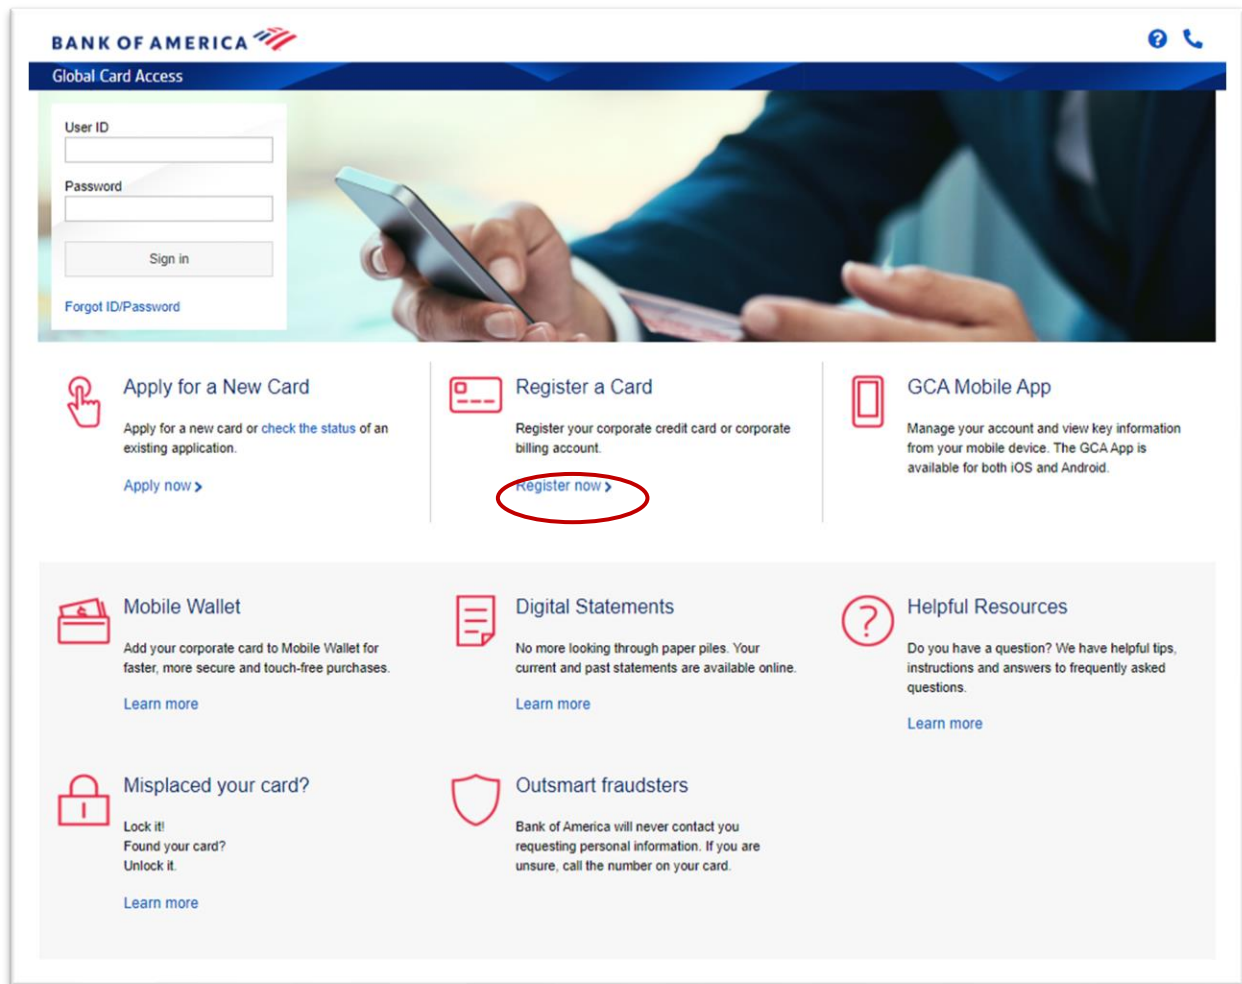 BANK OF AMERICA
Global Card Access
User ID
Password
Sign in
Forgot ID/Password
Apply for a New Card
Apply for a new card or check the status of an
existing application.
Apply now >
Register a Card
Register your corporate credit card or corporate
billing account.
Register now >
GCA Mobile App
Manage your account and view key information
from your mobile device. The GCA App is
available for both iOS and Android.
Mobile Wallet
Add your corporate card to Mobile Wallet for
faster, more secure and touch-free purchases.
Learn more
Digital Statements
No more looking through paper piles. Your
current and past statements are available online.
Learn more
Helpful Resources
Do you have a question? We have helpful tips,
instructions and answers to frequently asked
questions.
Learn more
Misplaced your card?
Lock it!
Found your card?
Unlock it.
Learn more
Outsmart fraudsters
Bank of America will never contact you
requesting personal information. If you are
unsure, call the number on your card.